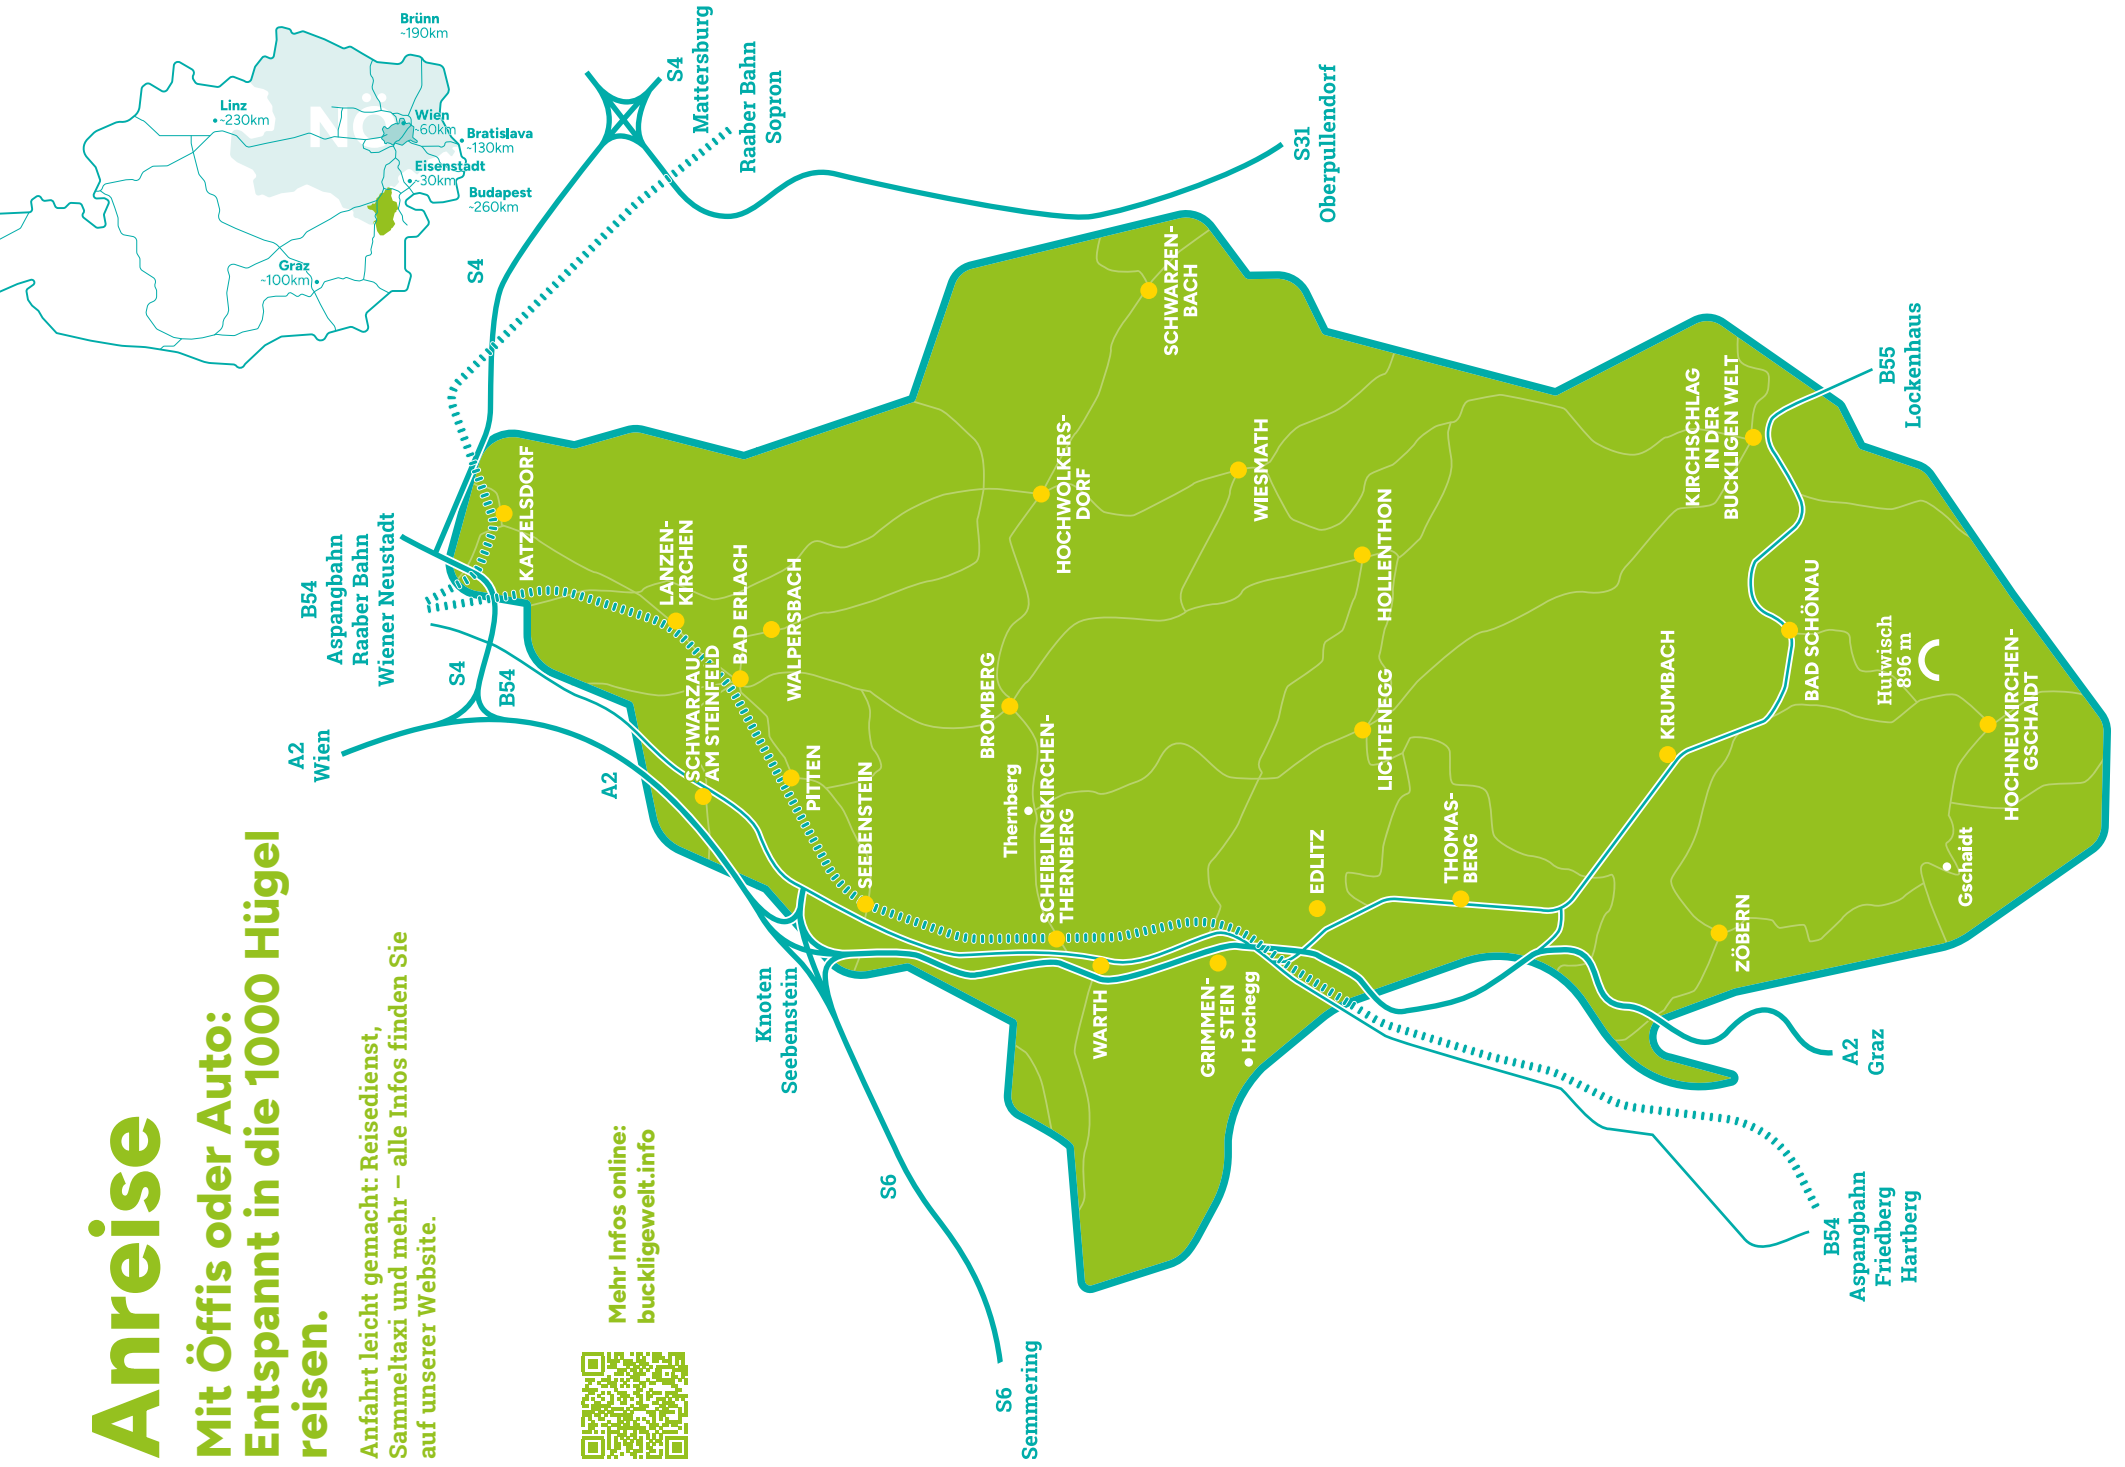 Anreise
Mit Öffis oder Auto:
Entspannt in die 1000 Hügel
reisen.
Anfahrt leicht gemacht: Reisedienst,
Sammeltaxi und mehr – alle Infos finden Sie
auf unserer Website.
Mehr Infos online:
buckligewelt.info
Brünn
~190km
Linz
~230km
NÖ
Wien
~60km
Bratislava
~130km
Eisenstadt
~30km
Budapest
~260km
Graz
~100km
S4
S4
Mattersburg
Raaber Bahn
Sopron
S31
Oberpullendorf
B54
Aspangbahn
Raaber Bahn
Wiener Neustadt
S4
B54
A2
Wien
A2
Knoten
Seebenstein
S6
S6
Semmering
B54
Aspangbahn
Friedberg
Hartberg
A2
Graz
B55
Lockenhaus
KATZELSDORF
LANZEN-
KIRCHEN
BAD ERLACH
WALPERSBACH
SCHWARZAU
AM STEINFELD
PITTEN
SEEBENSTEIN
BROMBERG
Thernberg
SCHEIBLINGKIRCHEN-
THERNBERG
WARTH
GRIMMEN-
STEIN
Hochegg
EDLITZ
THOMAS-
BERG
LICHTENEGG
HOLLENTHON
WIESMATH
HOCHWOLKERS-
DORF
SCHWARZEN-
BACH
KIRCHSCHLAG
IN DER
BUCKLIGEN WELT
BAD SCHÖNAU
KRUMBACH
Hutwisch
896 m
HOCHNEUKIRCHEN-
GSCHAIDT
Gschaidt
ZÖBERN